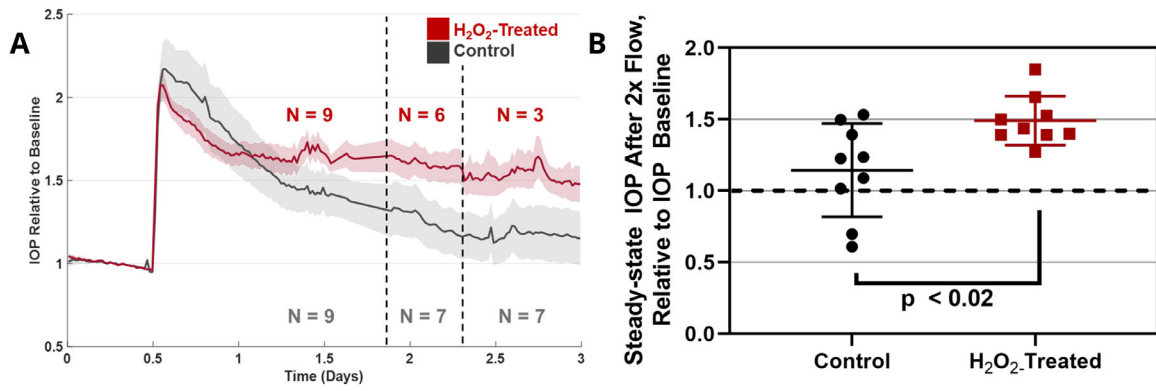 A
IOP Relative to Baseline
2.5
2
1.5
1
0.5
H₂O₂-Treated
Control
N = 9
N = 6
N = 3
N = 9
N = 7
N = 7
0
0.5
1
1.5
2
2.5
3
Time (Days)
B
Steady-state IOP After 2x Flow,
Relative to IOP Baseline
2.0
1.5
1.0
0.5
0.0
p < 0.02
Control
H₂O₂-Treated